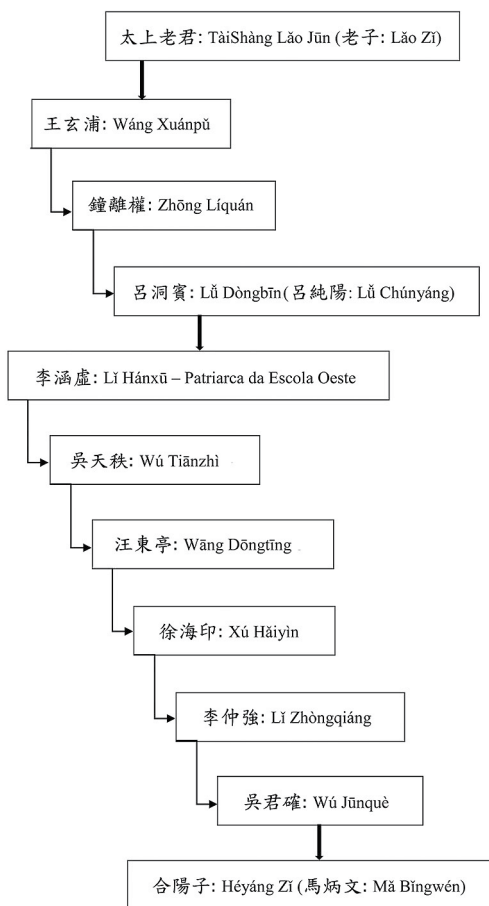 太上老君: TàiShàng Lǎo Jūn (老子: Lǎo Zǐ)
王玄浦: Wáng Xuánpǔ
鐘離權: Zhōng Líquán
呂洞賓: Lǚ Dòngbīn (呂純陽: Lǚ Chúnyáng)
李涵虛: Lǐ Hánxū – Patriarca da Escola Oeste
吳天秩: Wú Tiānzhì
汪東亭: Wāng Dōngtīng
徐海印: Xú Hǎiyìn
李仲強: Lǐ Zhòngqiáng
吳君確: Wú Jūnquè
合陽子: Héyáng Zǐ (馬炳文: Mǎ Bǐngwén)